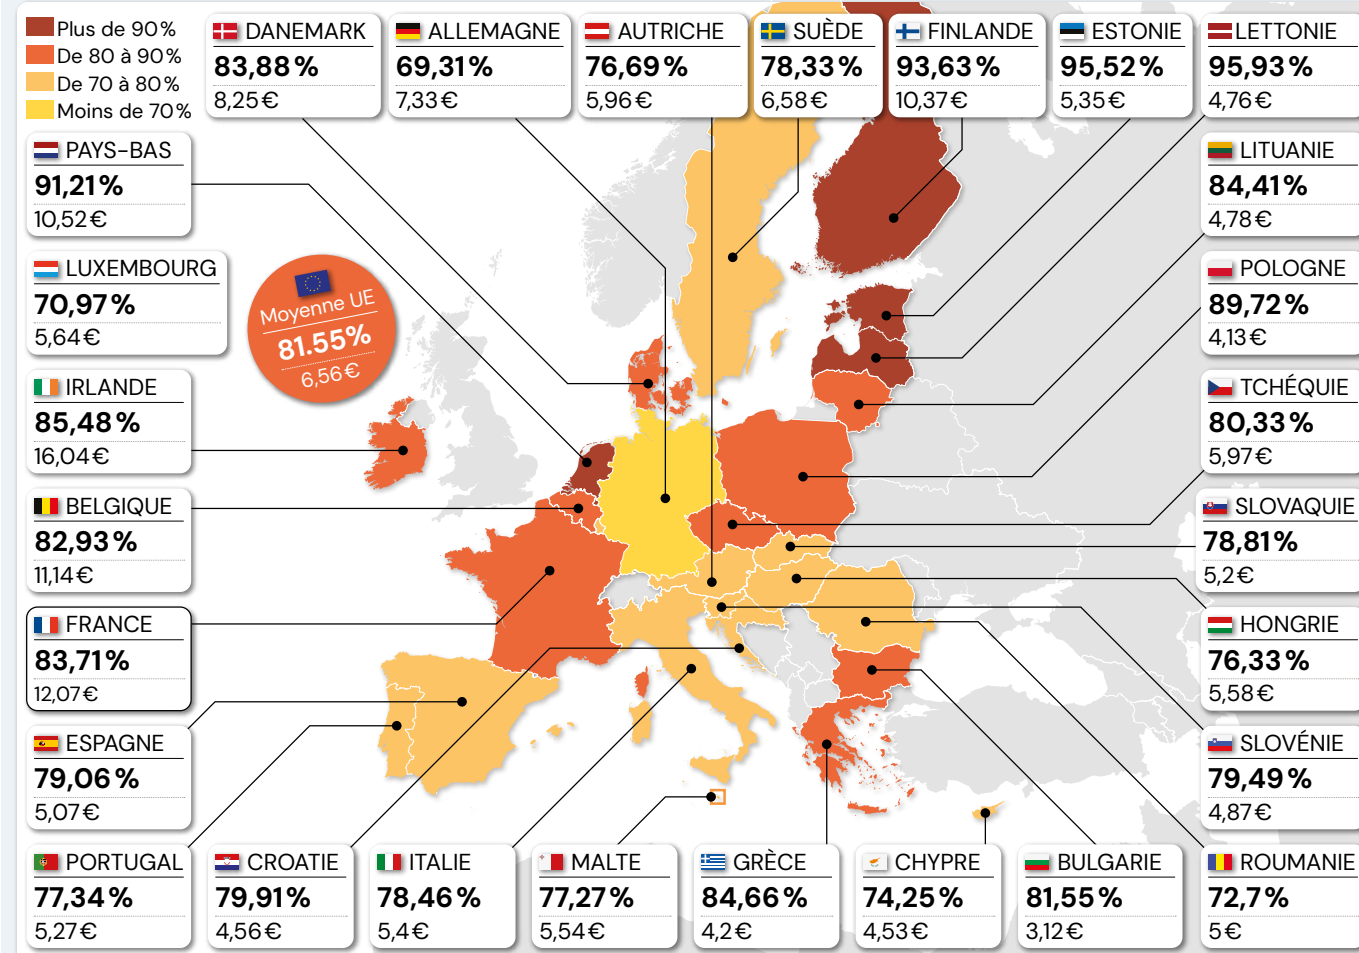 Plus de 90%
De 80 à 90%
De 70 à 80%
Moins de 70%
DANEMARK
83,88%
8,25€
ALLEMAGNE
69,31%
7,33€
AUTRICHE
76,69%
5,96€
SUÈDE
78,33%
6,58€
FINLANDE
93,63%
10,37€
ESTONIE
95,52%
5,35€
LETTONIE
95,93%
4,76€
PAYS-BAS
91,21%
10,52€
LITUANIE
84,41%
4,78€
LUXEMBOURG
70,97%
5,64€
Moyenne UE
81.55%
6,56€
POLOGNE
89,72%
4,13€
IRLANDE
85,48%
16,04€
TCHÉQUIE
80,33%
5,97€
BELGIQUE
82,93%
11,14€
SLOVAQUIE
78,81%
5,2€
FRANCE
83,71%
12,07€
HONGRIE
76,33%
5,58€
ESPAGNE
79,06%
5,07€
SLOVÉNIE
79,49%
4,87€
PORTUGAL
77,34%
5,27€
CROATIE
79,91%
4,56€
ITALIE
78,46%
5,4€
MALTE
77,27%
5,54€
GRÈCE
84,66%
4,2€
CHYPRE
74,25%
4,53€
BULGARIE
81,55%
3,12€
ROUMANIE
72,7%
5€